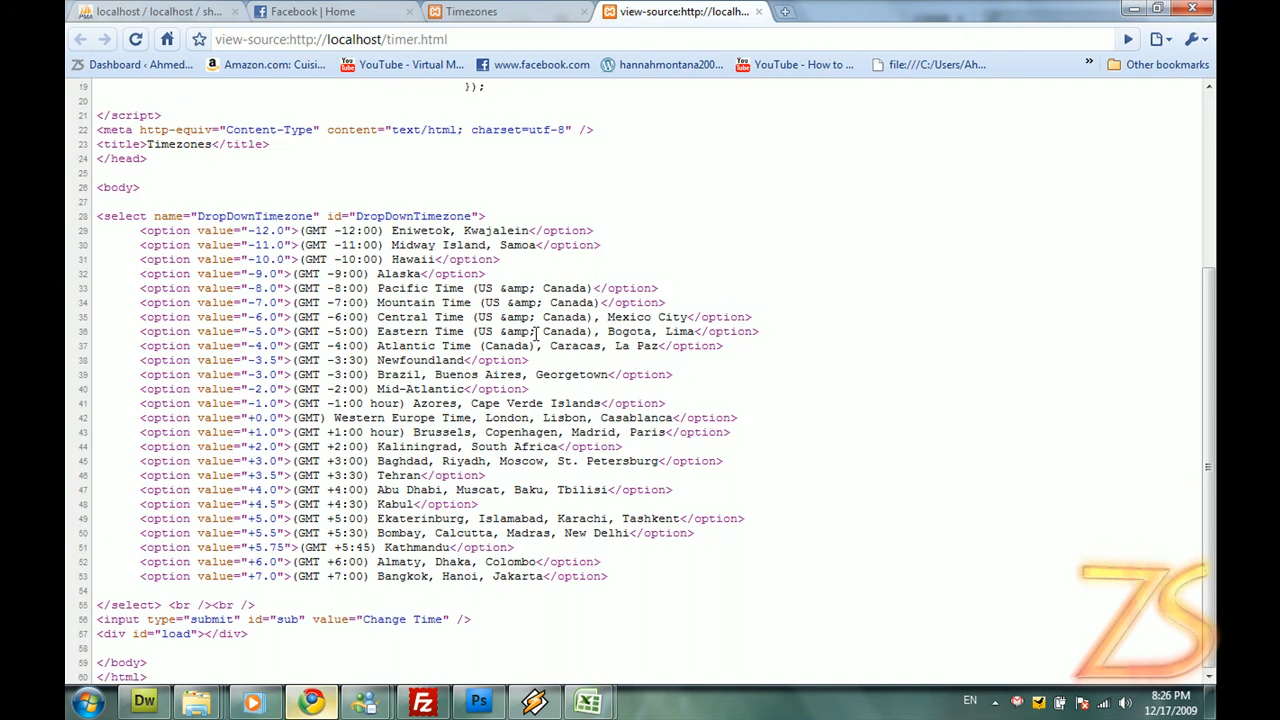 localhost / localhost / sh...
Facebook | Home
Timezones
view-source:http://localh...
view-source:http://localhost/timer.html
Dashboard ‹ Ahmed...
Amazon.com: Cuisi...
YouTube - Virtual M...
www.facebook.com
hannahmontana200...
YouTube - How to ...
file:///C:/Users/Ah...
»
Other bookmarks
19 });
20
21 </script>
22 <meta http-equiv="Content-Type" content="text/html; charset=utf-8" />
23 <title>Timezones</title>
24 </head>
25
26 <body>
27
28 <select name="DropDownTimezone" id="DropDownTimezone">
29 <option value="-12.0">(GMT -12:00) Eniwetok, Kwajalein</option>
30 <option value="-11.0">(GMT -11:00) Midway Island, Samoa</option>
31 <option value="-10.0">(GMT -10:00) Hawaii</option>
32 <option value="-9.0">(GMT -9:00) Alaska</option>
33 <option value="-8.0">(GMT -8:00) Pacific Time (US &amp; Canada)</option>
34 <option value="-7.0">(GMT -7:00) Mountain Time (US &amp; Canada)</option>
35 <option value="-6.0">(GMT -6:00) Central Time (US &amp; Canada), Mexico City</option>
36 <option value="-5.0">(GMT -5:00) Eastern Time (US &amp; Canada), Bogota, Lima</option>
37 <option value="-4.0">(GMT -4:00) Atlantic Time (Canada), Caracas, La Paz</option>
38 <option value="-3.5">(GMT -3:30) Newfoundland</option>
39 <option value="-3.0">(GMT -3:00) Brazil, Buenos Aires, Georgetown</option>
40 <option value="-2.0">(GMT -2:00) Mid-Atlantic</option>
41 <option value="-1.0">(GMT -1:00 hour) Azores, Cape Verde Islands</option>
42 <option value="+0.0">(GMT) Western Europe Time, London, Lisbon, Casablanca</option>
43 <option value="+1.0">(GMT +1:00 hour) Brussels, Copenhagen, Madrid, Paris</option>
44 <option value="+2.0">(GMT +2:00) Kaliningrad, South Africa</option>
45 <option value="+3.0">(GMT +3:00) Baghdad, Riyadh, Moscow, St. Petersburg</option>
46 <option value="+3.5">(GMT +3:30) Tehran</option>
47 <option value="+4.0">(GMT +4:00) Abu Dhabi, Muscat, Baku, Tbilisi</option>
48 <option value="+4.5">(GMT +4:30) Kabul</option>
49 <option value="+5.0">(GMT +5:00) Ekaterinburg, Islamabad, Karachi, Tashkent</option>
50 <option value="+5.5">(GMT +5:30) Bombay, Calcutta, Madras, New Delhi</option>
51 <option value="+5.75">(GMT +5:45) Kathmandu</option>
52 <option value="+6.0">(GMT +6:00) Almaty, Dhaka, Colombo</option>
53 <option value="+7.0">(GMT +7:00) Bangkok, Hanoi, Jakarta</option>
54
55 </select> <br /><br />
56 <input type="submit" id="sub" value="Change Time" />
57 <div id="load"></div>
58
59 </body>
60 </html>
ZS
Dw
Fz
Ps
EN
8:26 PM
12/17/2009